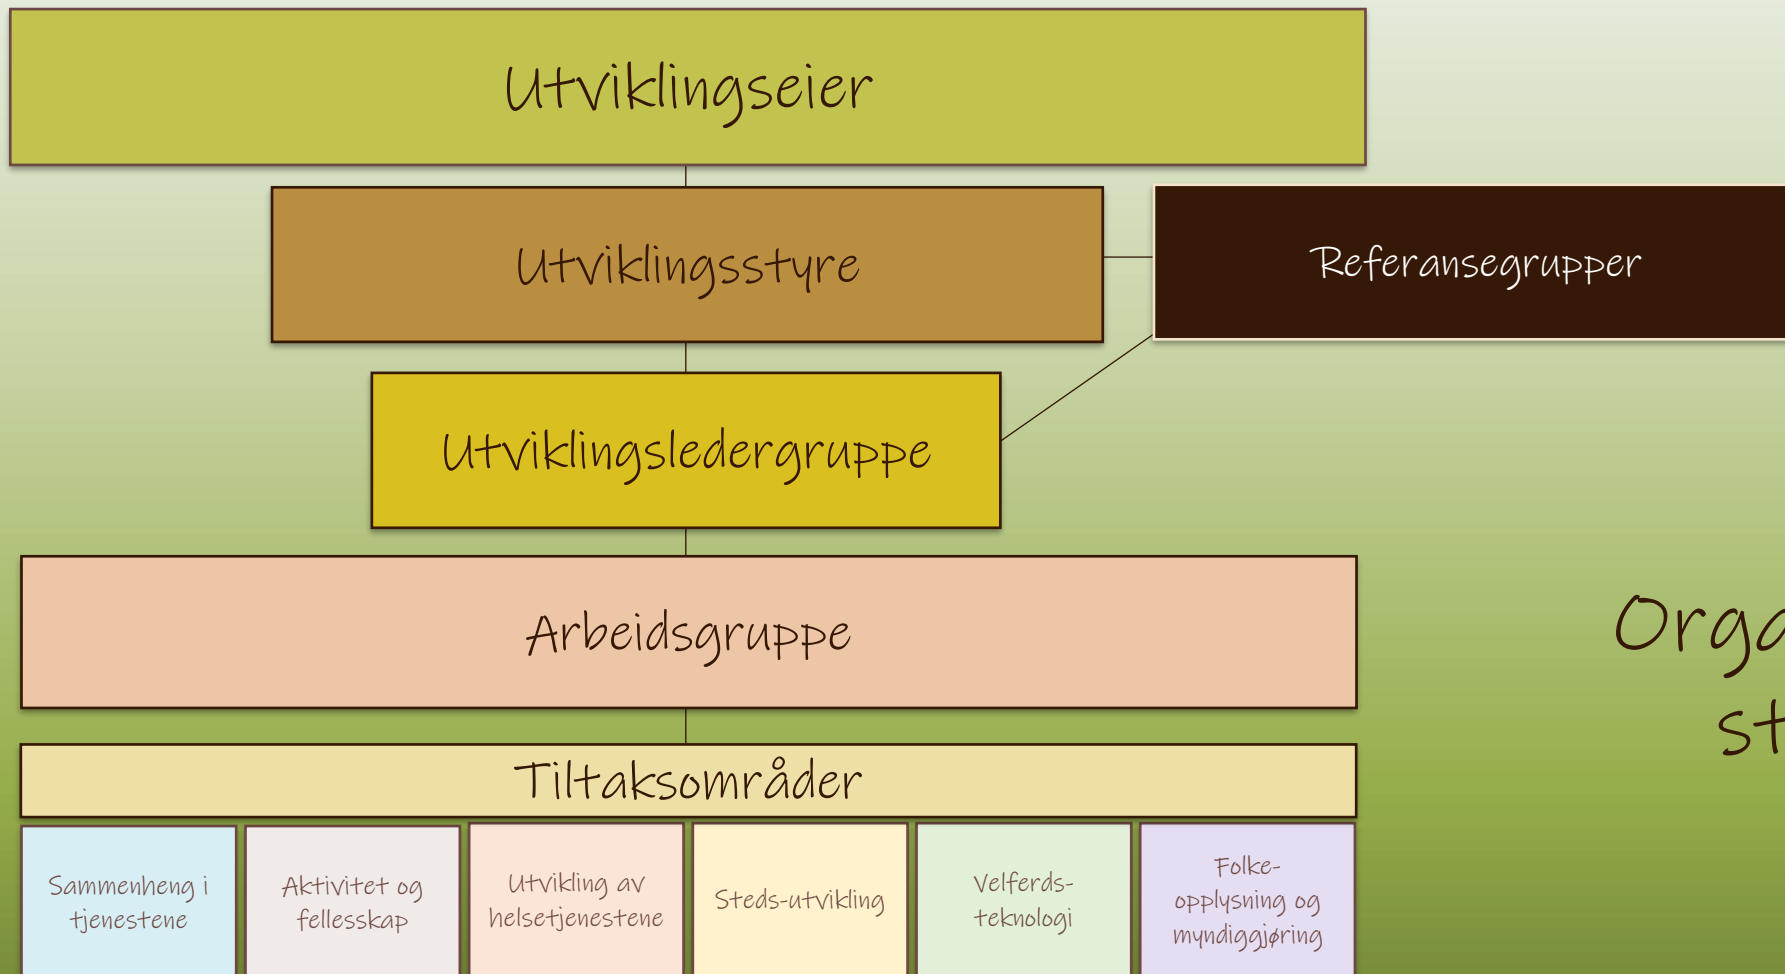 Utviklingseier
Utviklingsstyre
Referansegrupper
Utviklingsledergruppe
Arbeidsgruppe
Tiltaksområder
Sammenheng i
tjenestene
Aktivitet og
fellesskap
Utvikling av
helsetjenestene
Steds-utvikling
Velferds-
teknologi
Folke-
opplysning og
myndiggjøring